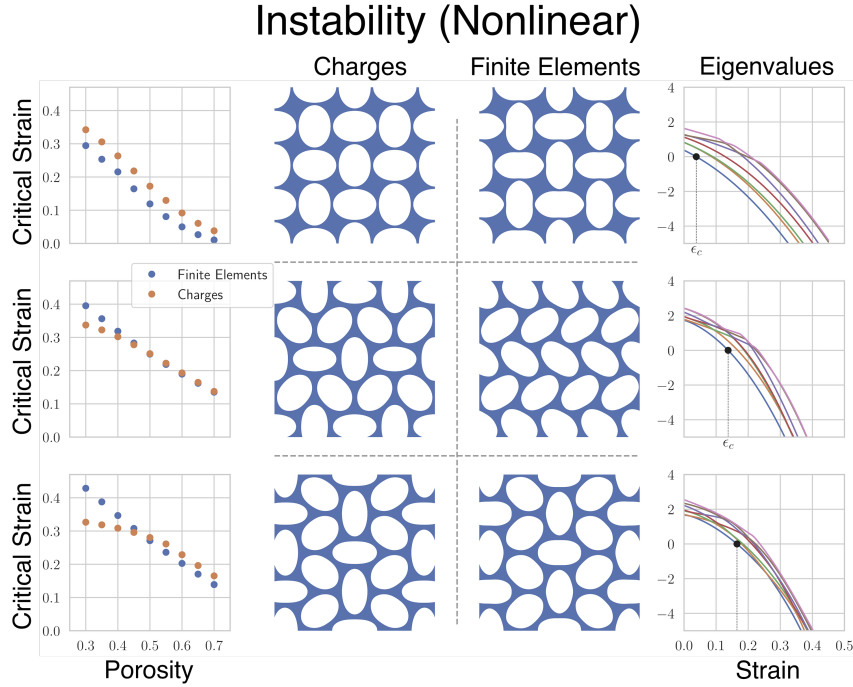 Instability (Nonlinear)
Charges
Finite Elements
Eigenvalues
Critical Strain
0.4
0.3
0.2
0.1
0.0
4
2
0
−2
−4
ϵc
Finite Elements
Charges
Critical Strain
0.4
0.3
0.2
0.1
0.0
4
2
0
−2
−4
ϵc
Critical Strain
0.4
0.3
0.2
0.1
0.0
4
2
0
−2
−4
0.3 0.4 0.5 0.6 0.7
0.0 0.1 0.2 0.3 0.4 0.5
Porosity
Strain